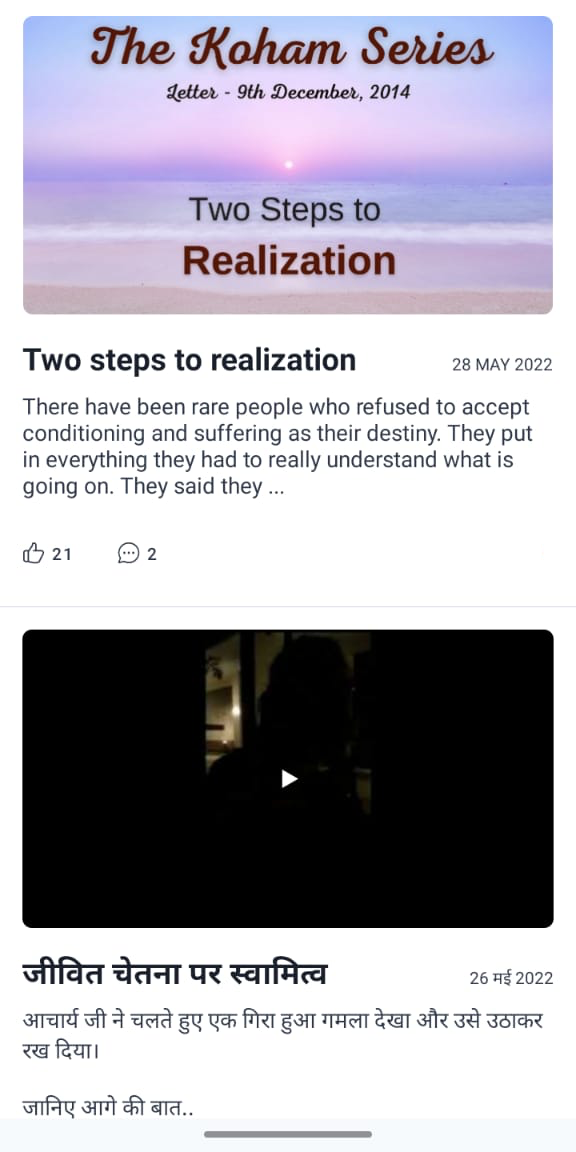 The Koham Series
Letter - 9th December, 2014
Two Steps to
Realization
Two steps to realization
28 MAY 2022
There have been rare people who refused to accept
conditioning and suffering as their destiny. They put
in everything they had to really understand what is
going on. They said they ...
21
2
जीवित चेतना पर स्वामित्व
26 मई 2022
आचार्य जी ने चलते हुए एक गिरा हुआ गमला देखा और उसे उठाकर
रख दिया।
जानिए आगे की बात..